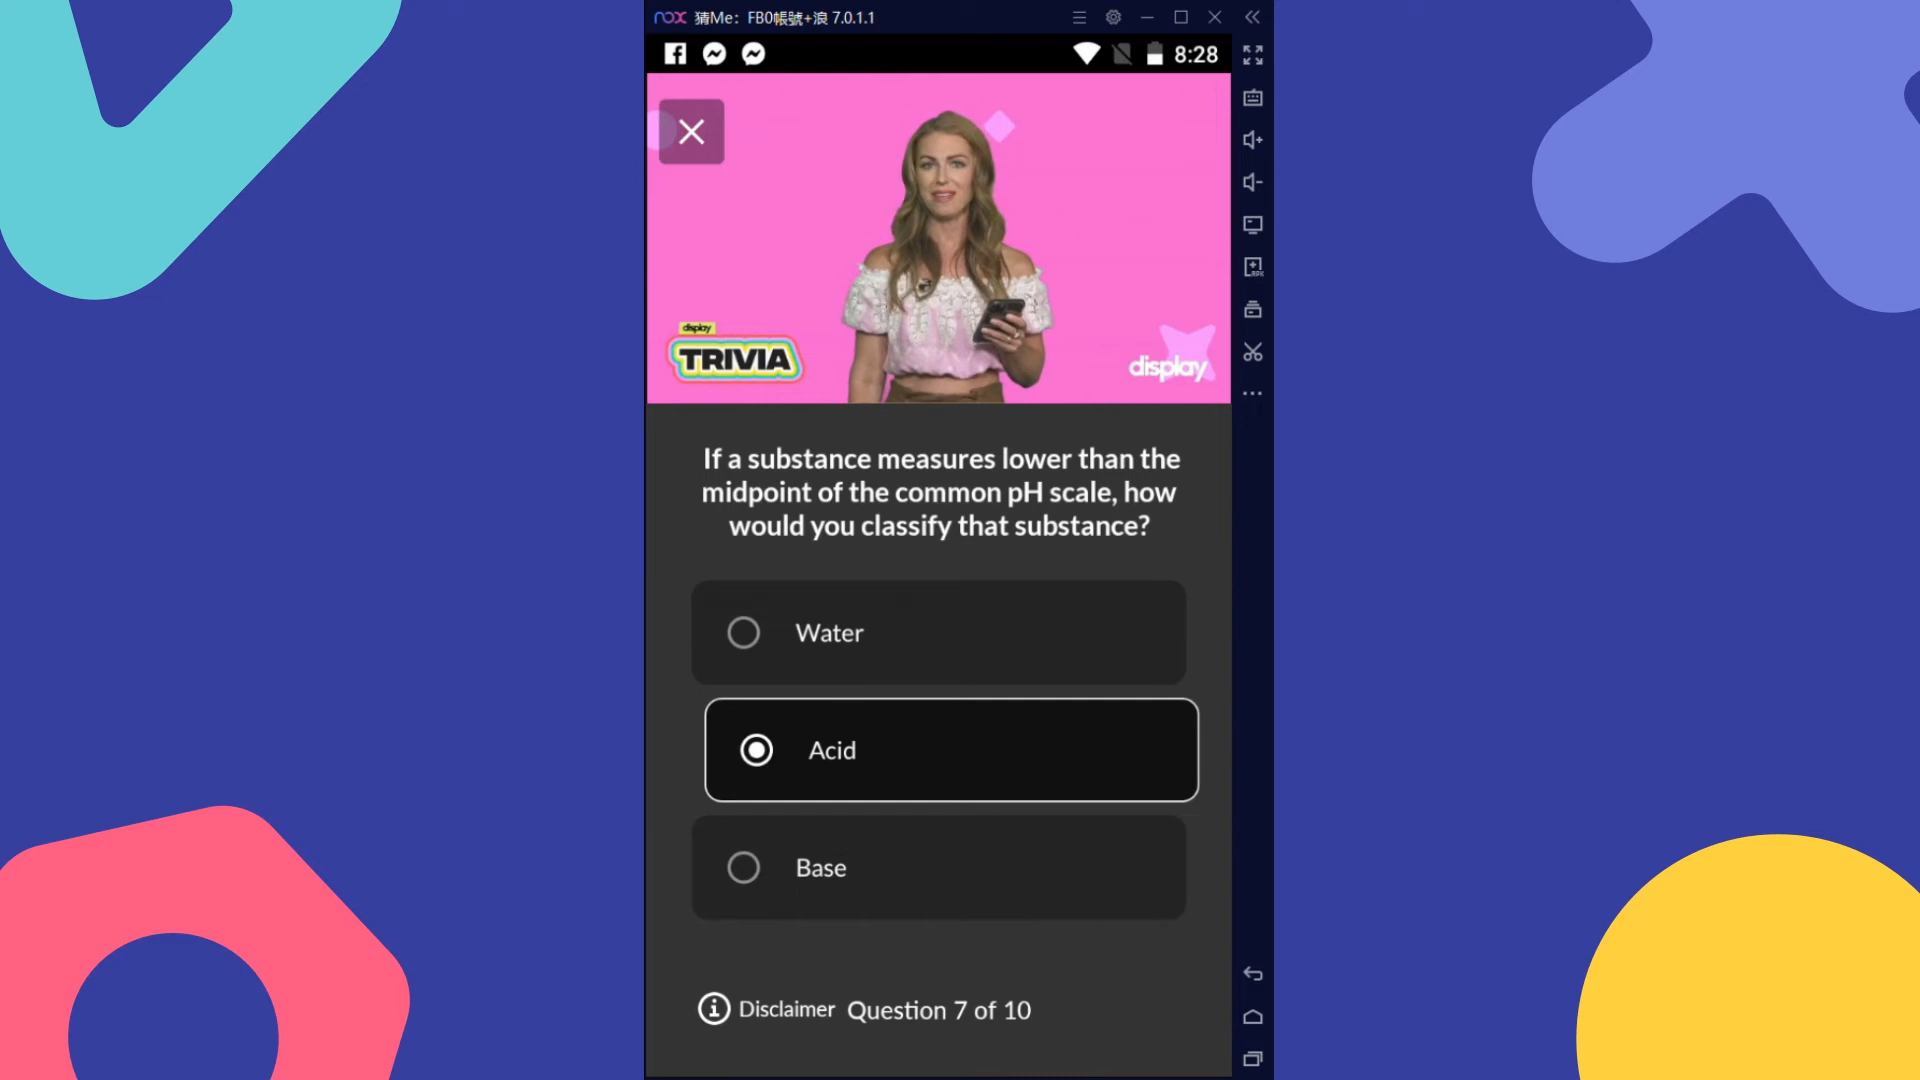 nox 猜Me: FB0帳號+浪 7.0.1.1
8:28
display
TRIVIA
display
If a substance measures lower than the
midpoint of the common pH scale, how
would you classify that substance?
Water
Acid
Base
Disclaimer Question 7 of 10